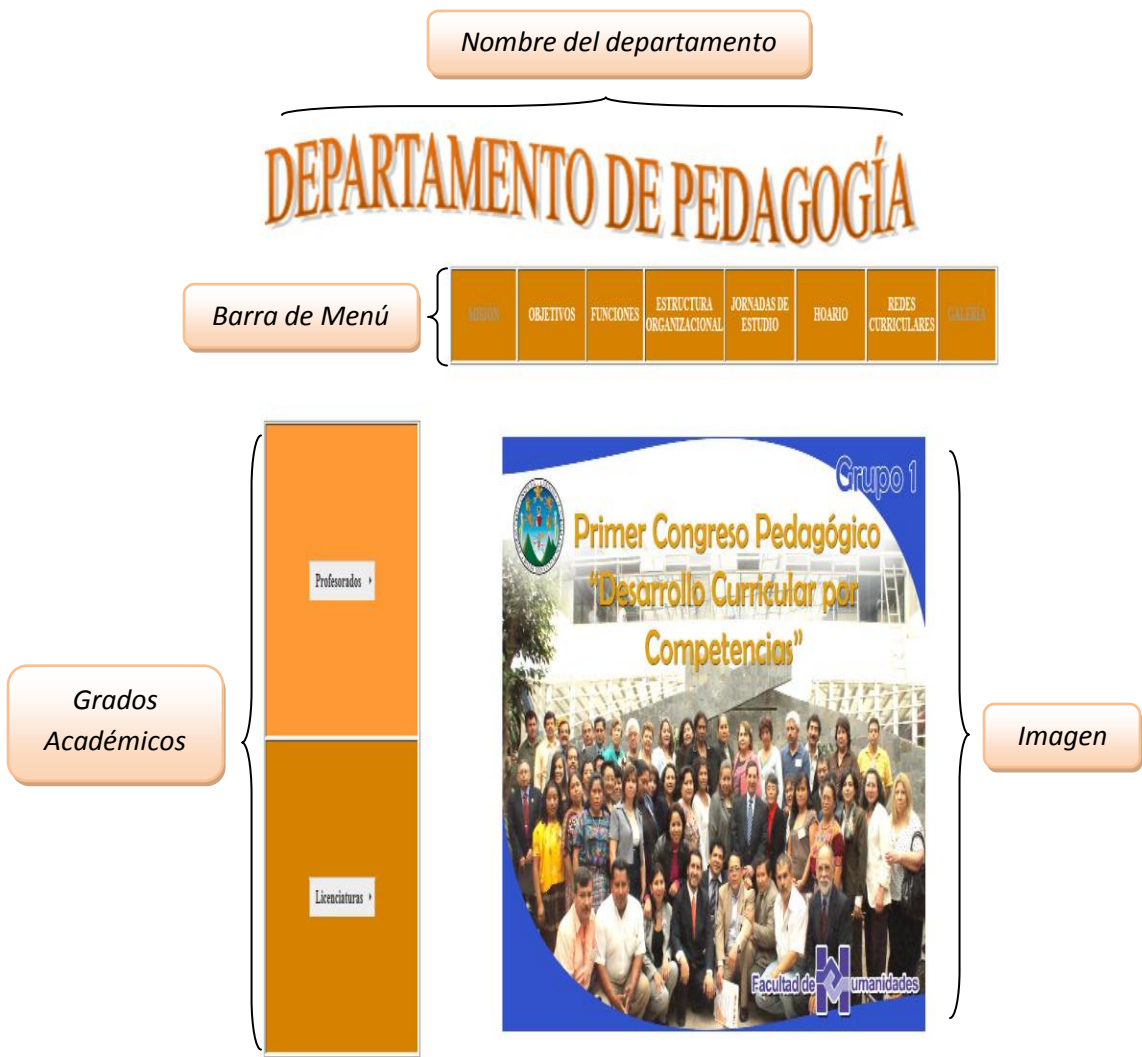 Nombre del departamento
DEPARTAMENTO DE PEDAGOGÍA
Barra de Menú
MISIÓN
OBJETIVOS
FUNCIONES
ESTRUCTURA
ORGANIZACIONAL
JORNADAS DE
ESTUDIO
HOARIO
REDES
CURRICULARES
GALERIA
Grados
Académicos
Profesorados
Licenciaturas
Grupo 1
Primer Congreso Pedagógico
"Desarrollo Curricular por
Competencias"
Facultad de Humanidades
Imagen